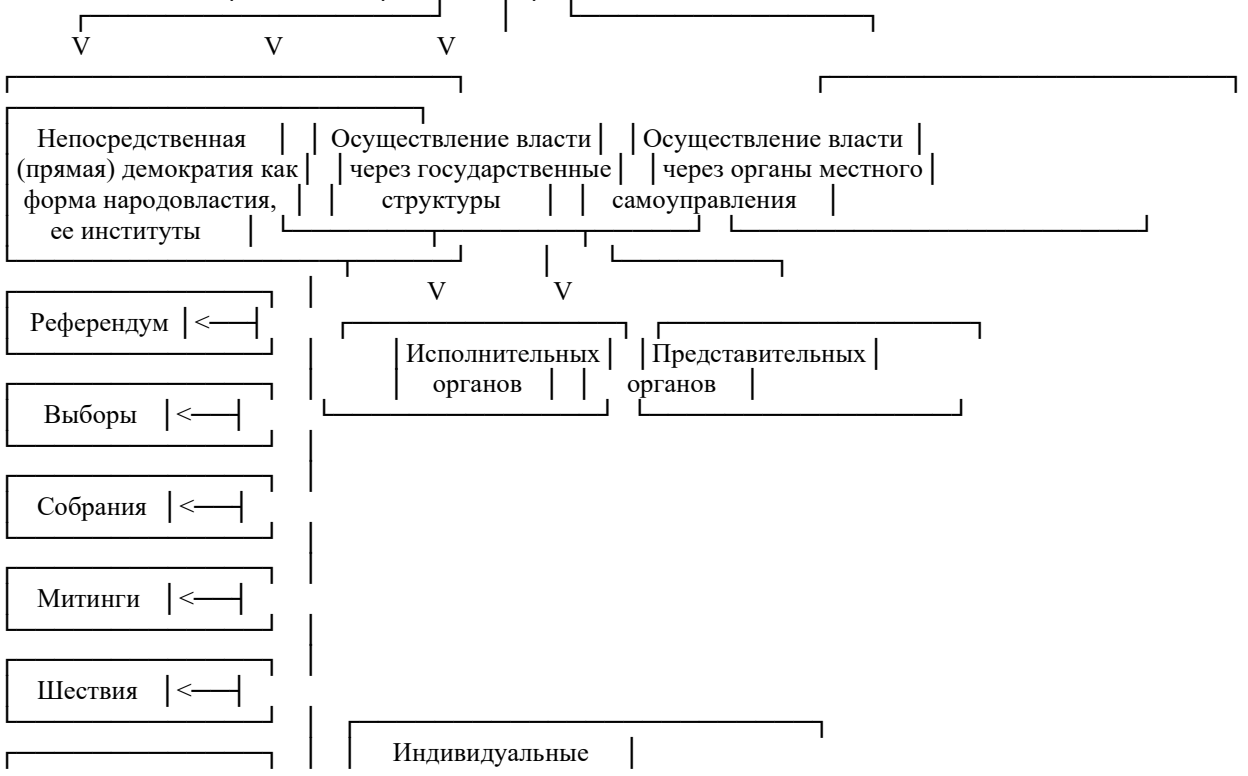 V V V
Непосредственная | | Осуществление власти | | Осуществление власти |
(прямая) демократия как | | через государственные | | через органы местного |
форма народовластия, | | структуры | | самоуправления |
ее институты |
V V
Референдум |<
|Исполнительных| |Представительных|
| органов | | органов |
Выборы |<
Собрания |<
Митинги |<
Шествия |<
Индивидуальные |